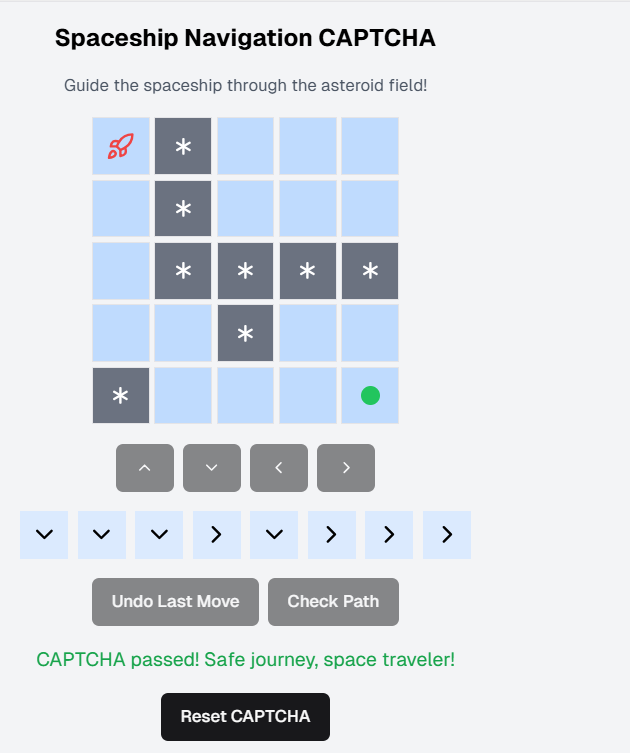 Spaceship Navigation CAPTCHA
Guide the spaceship through the asteroid field!
Undo Last Move
Check Path
CAPTCHA passed! Safe journey, space traveler!
Reset CAPTCHA